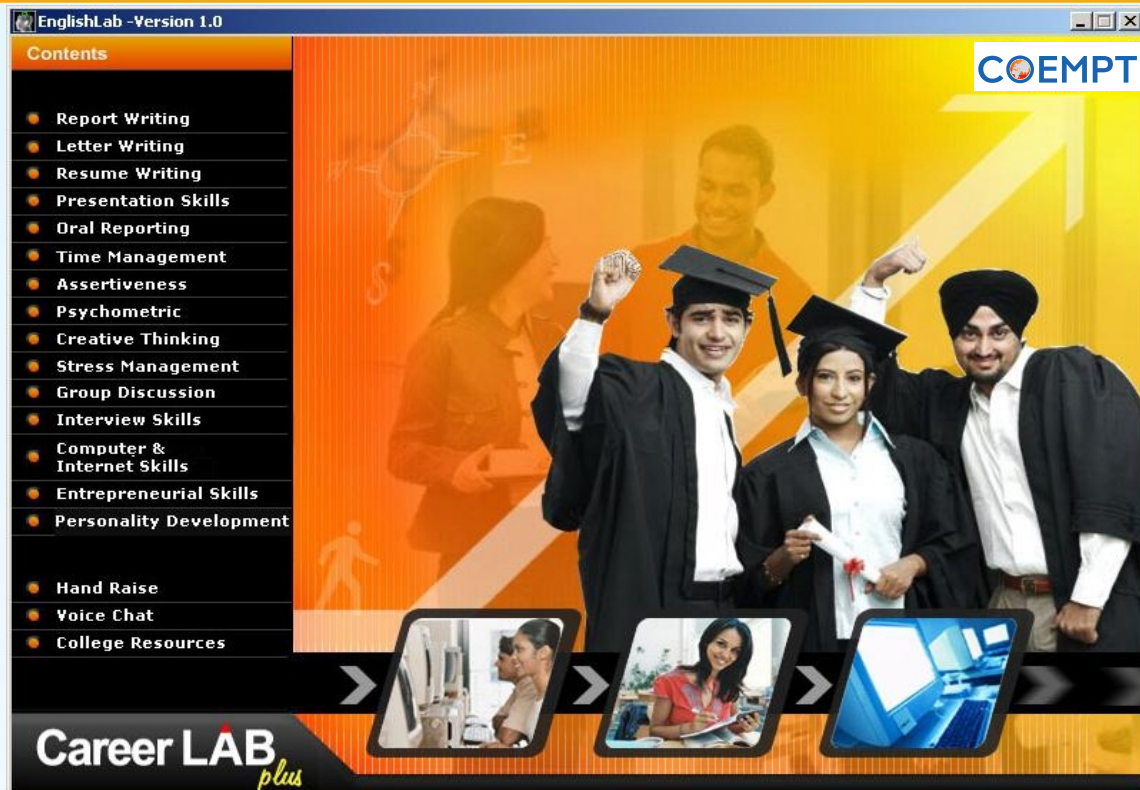 EnglishLab -Version 1.0
Contents
COEMPT
Report Writing
Letter Writing
Resume Writing
Presentation Skills
Oral Reporting
Time Management
Assertiveness
Psychometric
Creative Thinking
Stress Management
Group Discussion
Interview Skills
Computer &
Internet Skills
Entrepreneurial Skills
Personality Development
Hand Raise
Voice Chat
College Resources
N
E
S
Career LAB
plus